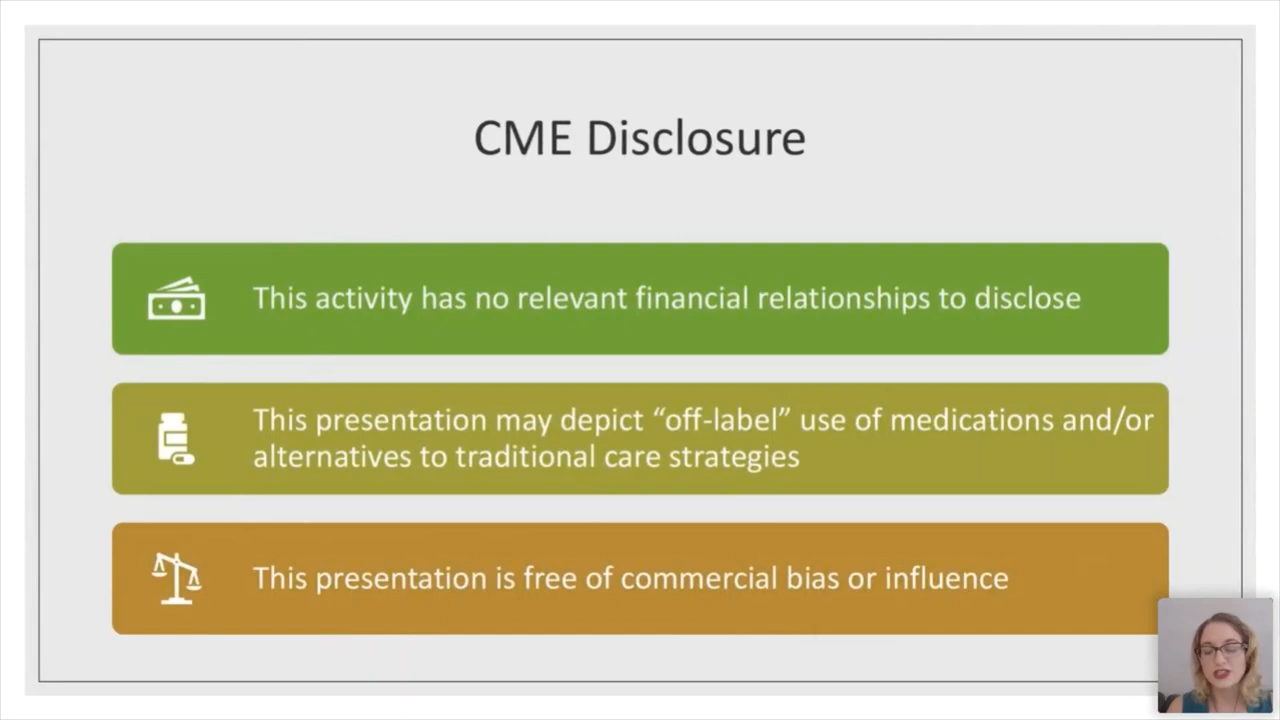 CME Disclosure
This activity has no relevant financial relationships to disclose
This presentation may depict “off-label” use of medications and/or
alternatives to traditional care strategies
This presentation is free of commercial bias or influence